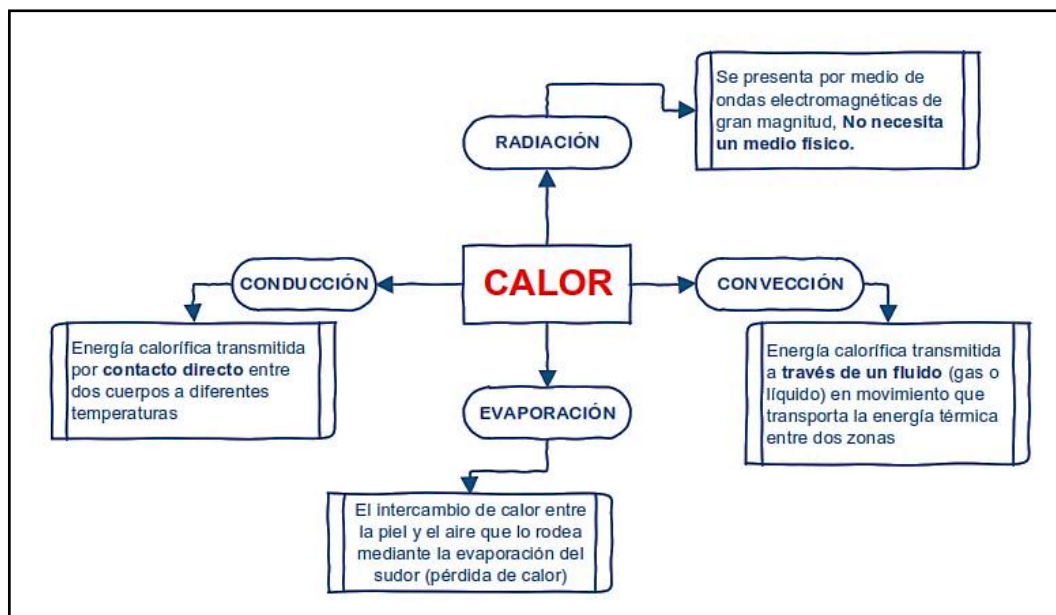 Se presenta por medio de
ondas electromagnéticas de
gran magnitud, No necesita
un medio físico.
RADIACIÓN
CALOR
CONDUCCIÓN
CONVECCIÓN
Energía calorífica transmitida
por contacto directo entre
dos cuerpos a diferentes
temperaturas
Energía calorífica transmitida
a través de un fluido (gas o
líquido) en movimiento que
transporta la energía térmica
entre dos zonas
EVAPORACIÓN
El intercambio de calor entre
la piel y el aire que lo rodea
mediante la evaporación del
sudor (pérdida de calor)